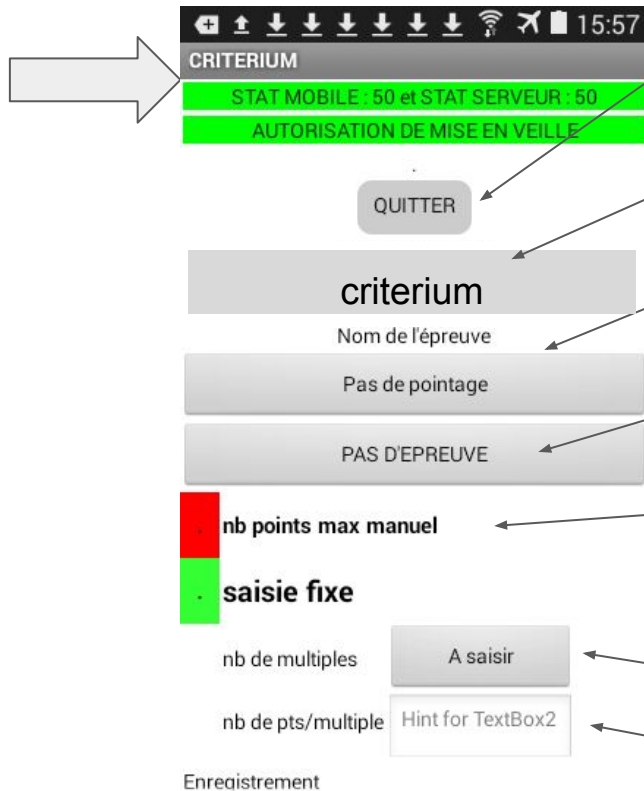 15:57
CRITERIUM
STAT MOBILE : 50 et STAT SERVEUR : 50
AUTORISATION DE MISE EN VEILLE
.
QUITTER
criterium
Nom de l'épreuve
Pas de pointage
PAS D'EPREUVE
. nb points max manuel
. saisie fixe
nb de multiples A saisir
nb de pts/multiple Hint for TextBox2
Enregistrement